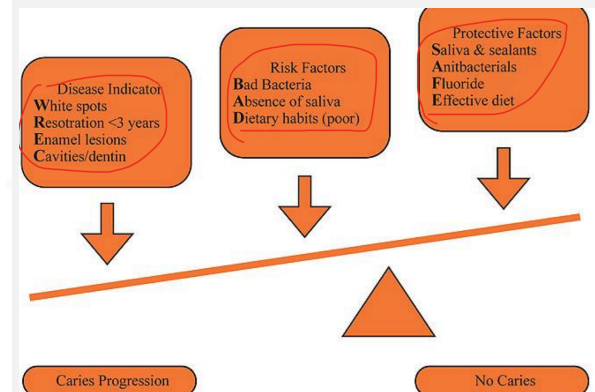 Disease Indicator
White spots
Resotration <3 years
Enamel lesions
Cavities/dentin
Risk Factors
Bad Bacteria
Absence of saliva
Dietary habits (poor)
Protective Factors
Saliva & sealants
Anitbacterials
Fluoride
Effective diet
Caries Progression
No Caries